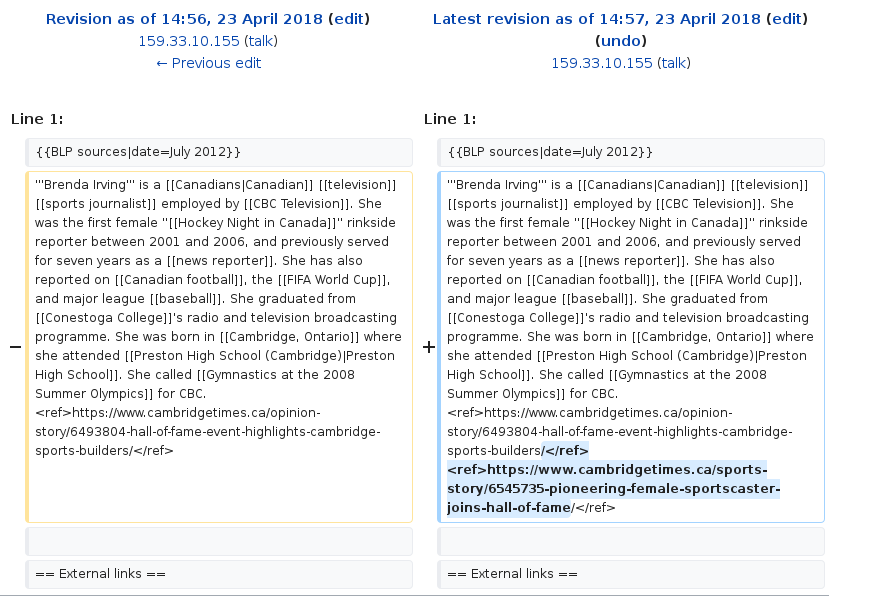 Revision as of 14:56, 23 April 2018 (edit)
159.33.10.155 (talk)
← Previous edit
Latest revision as of 14:57, 23 April 2018 (edit)
(undo)
159.33.10.155 (talk)
Line 1:
Line 1:
{{BLP sources|date=July 2012}}
{{BLP sources|date=July 2012}}
−
'''Brenda Irving''' is a [[Canadians|Canadian]] [[television]]
[[sports journalist]] employed by [[CBC Television]]. She
was the first female ''[[Hockey Night in Canada]]'' rinkside
reporter between 2001 and 2006, and previously served
for seven years as a [[news reporter]]. She has also
reported on [[Canadian football]], the [[FIFA World Cup]],
and major league [[baseball]]. She graduated from
[[Conestoga College]]'s radio and television broadcasting
programme. She was born in [[Cambridge, Ontario]] where
she attended [[Preston High School (Cambridge)|Preston
High School]]. She called [[Gymnastics at the 2008
Summer Olympics]] for CBC.
<ref>https://www.cambridgetimes.ca/opinion-
story/6493804-hall-of-fame-event-highlights-cambridge-
sports-builders/</ref>
+
'''Brenda Irving''' is a [[Canadians|Canadian]] [[television]]
[[sports journalist]] employed by [[CBC Television]]. She
was the first female ''[[Hockey Night in Canada]]'' rinkside
reporter between 2001 and 2006, and previously served
for seven years as a [[news reporter]]. She has also
reported on [[Canadian football]], the [[FIFA World Cup]],
and major league [[baseball]]. She graduated from
[[Conestoga College]]'s radio and television broadcasting
programme. She was born in [[Cambridge, Ontario]] where
she attended [[Preston High School (Cambridge)|Preston
High School]]. She called [[Gymnastics at the 2008
Summer Olympics]] for CBC.
<ref>https://www.cambridgetimes.ca/opinion-
story/6493804-hall-of-fame-event-highlights-cambridge-
sports-builders/</ref>
<ref>https://www.cambridgetimes.ca/sports-
story/6545735-pioneering-female-sportscaster-
joins-hall-of-fame/</ref>
== External links ==
== External links ==